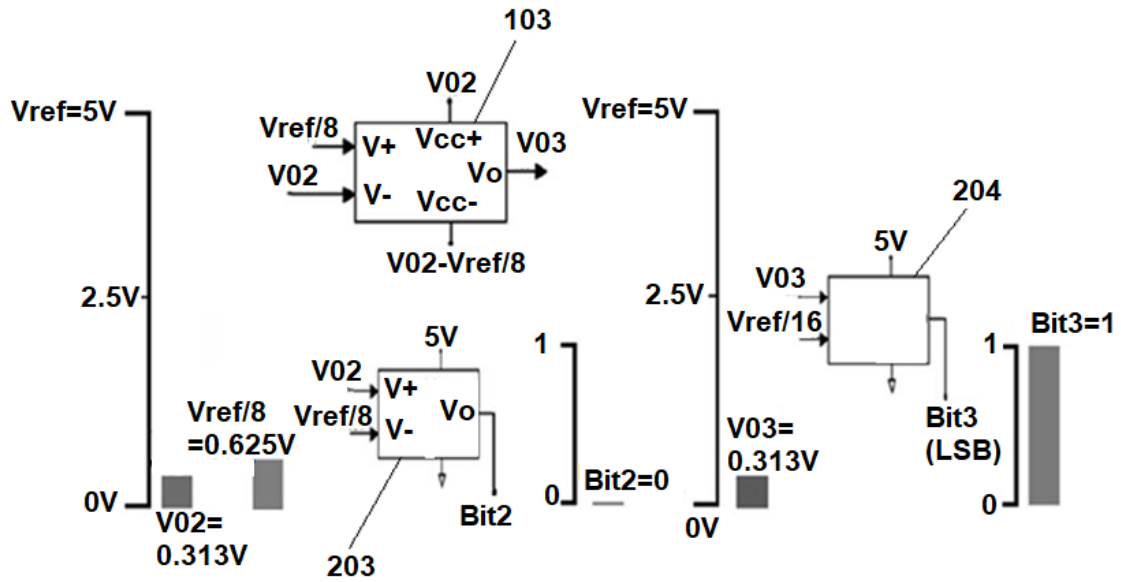 103
V02
Vref=5V
Vref/8
V+
Vcc+
V03
V02
V-
Vo
Vcc-
V02-Vref/8
2.5V
5V
V02
V+
Vref/8
V-
Vo
Vref/8
=0.625V
0V
V02=
0.313V
203
Bit2
1
0
Bit2=0
Vref=5V
204
5V
V03
2.5V
Vref/16
Bit3
(LSB)
V03=
0.313V
0V
Bit3=1
1
0